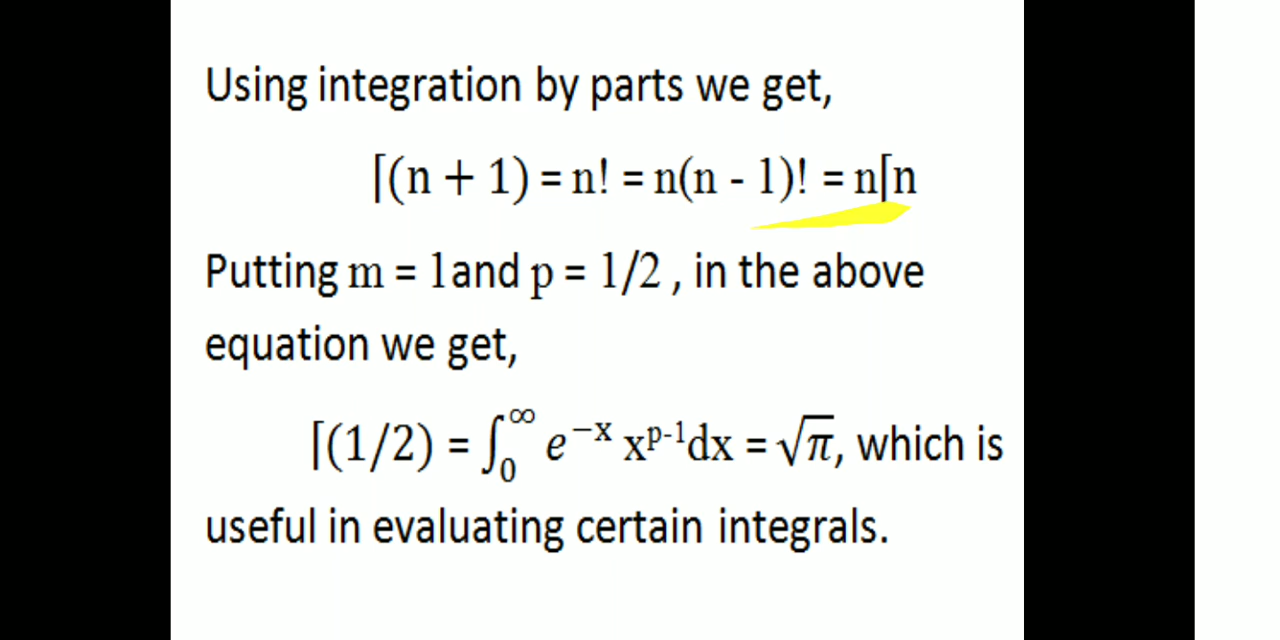 Using integration by parts we get,
⌈(n + 1) = n! = n(n - 1)! = n⌈n
Putting m = 1and p = 1/2 , in the above
equation we get,
⌈(1/2) = ∫₀^∞ e⁻ˣ xᵖ⁻¹dx = √π, which is
useful in evaluating certain integrals.